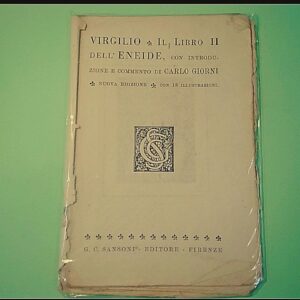 VIRGILIO ✤ IL LIBRO II
DELL' ENEIDE, CON INTRODU-
ZIONE E COMMENTO DI CARLO GIORNI
✤ NUOVA EDIZIONE ✤ CON 18 ILLUSTRAZIONI.
G. C. SANSONI - EDITORE - FIRENZE